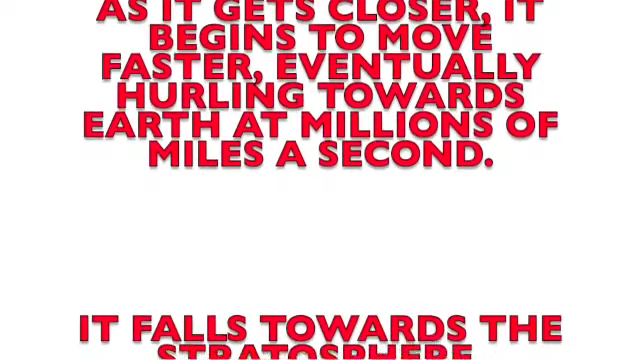 AS IT GETS CLOSER, IT
BEGINS TO MOVE
FASTER, EVENTUALLY
HURLING TOWARDS
EARTH AT MILLIONS OF
MILES A SECOND.
IT FALLS TOWARDS THE
STRATOSPHERE